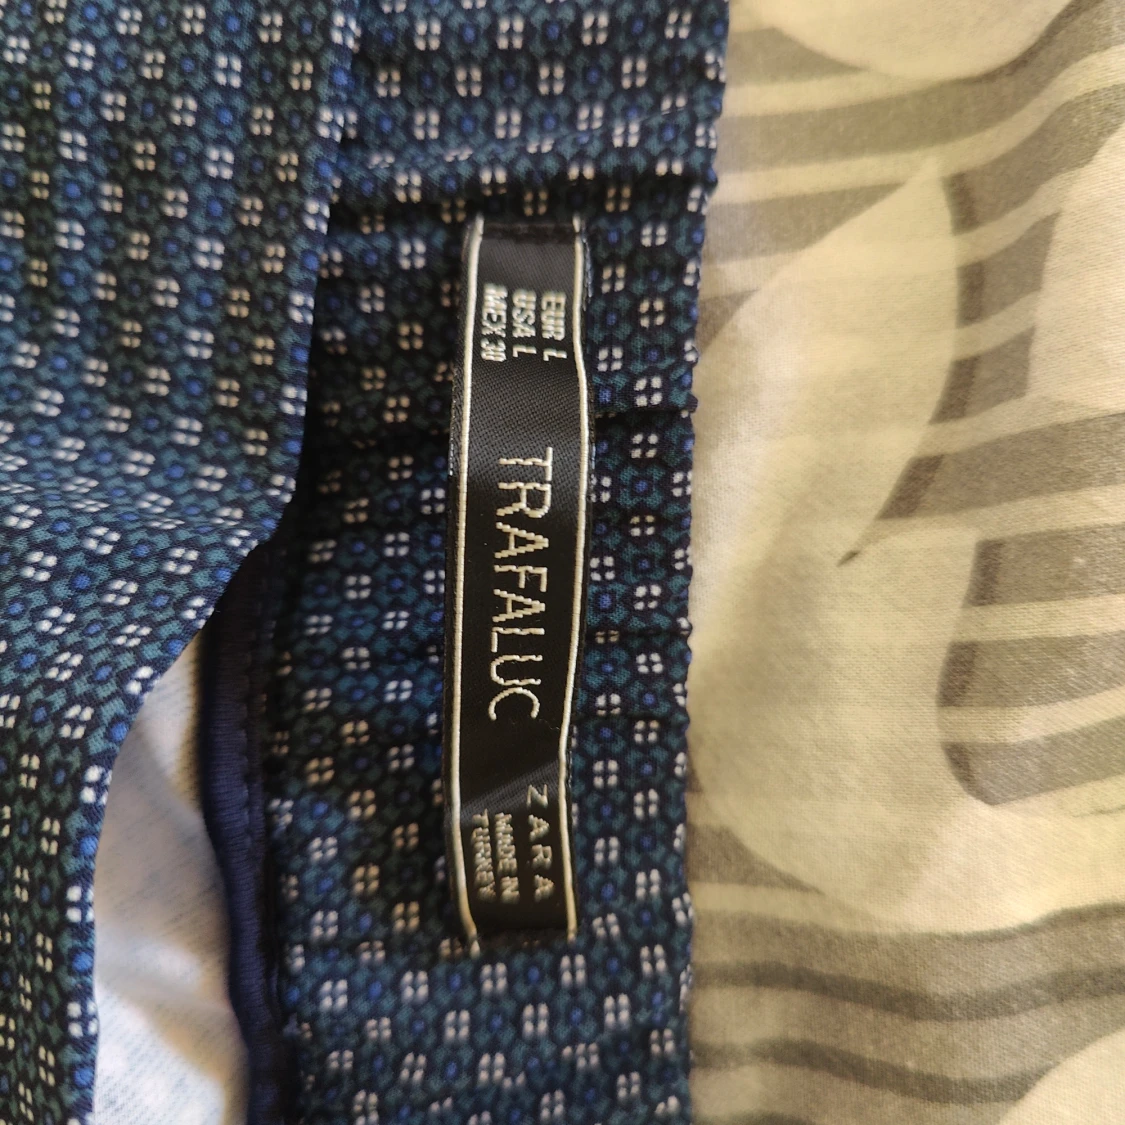 EUR L
USA L
MEX 30
TRAFALUC
ZARA
MADE IN
TURKEY